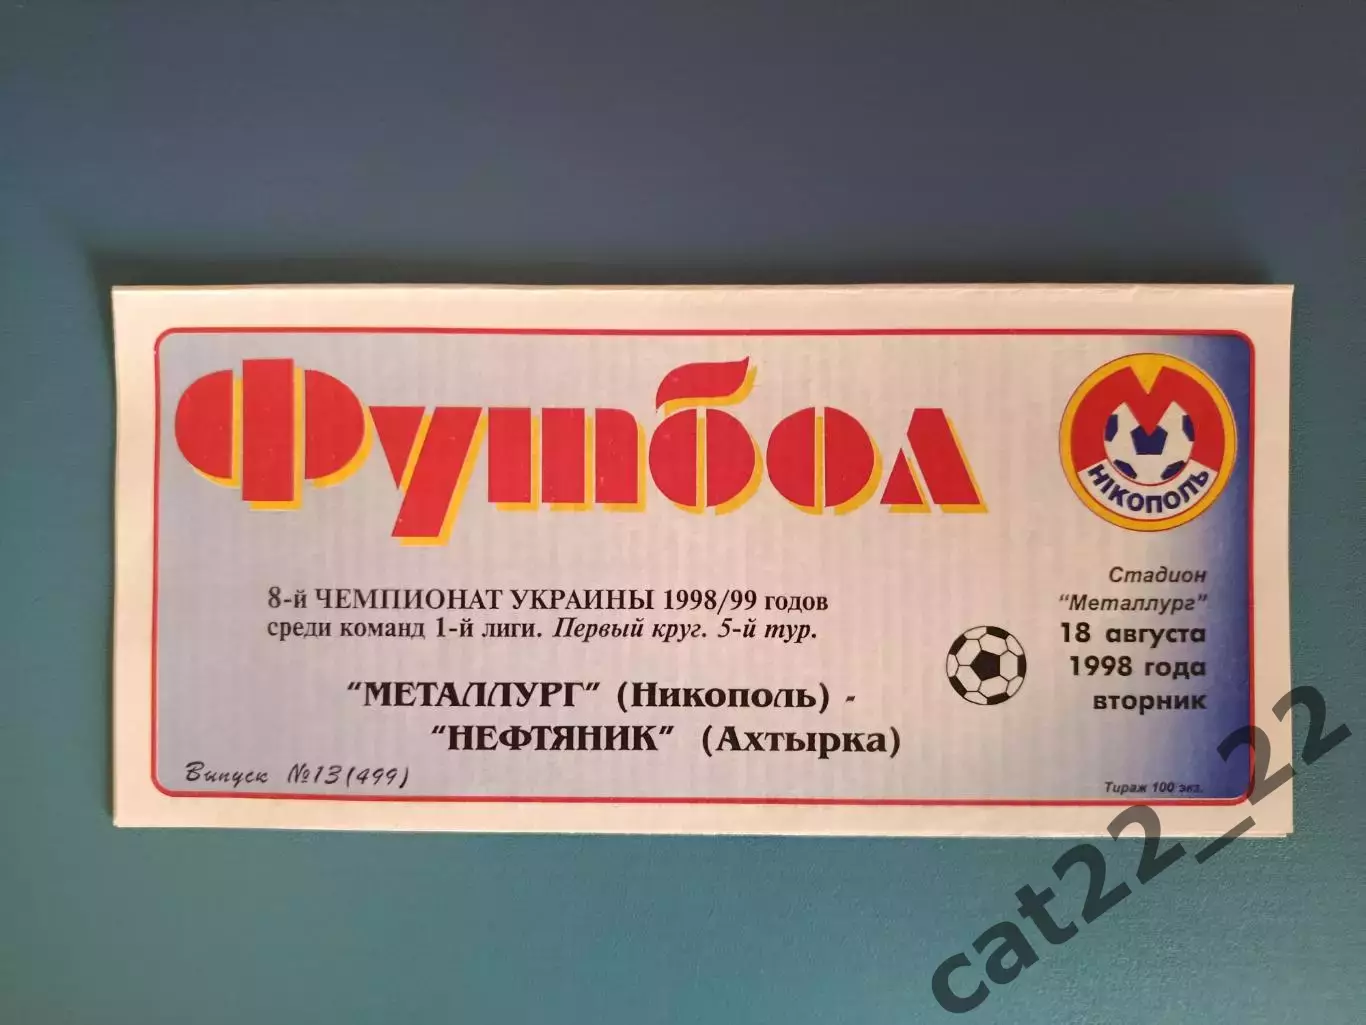 Футбол
М
НІКОПОЛЬ
8-й ЧЕМПИОНАТ УКРАИНЫ 1998/99 годов
среди команд 1-й лиги. Первый круг. 5-й тур.
"МЕТАЛЛУРГ" (Никополь) -
"НЕФТЯНИК" (Ахтырка)
Выпуск №13(499)
Стадион
"Металлург"
18 августа
1998 года
вторник
Тираж 100 экз.
cat22_22